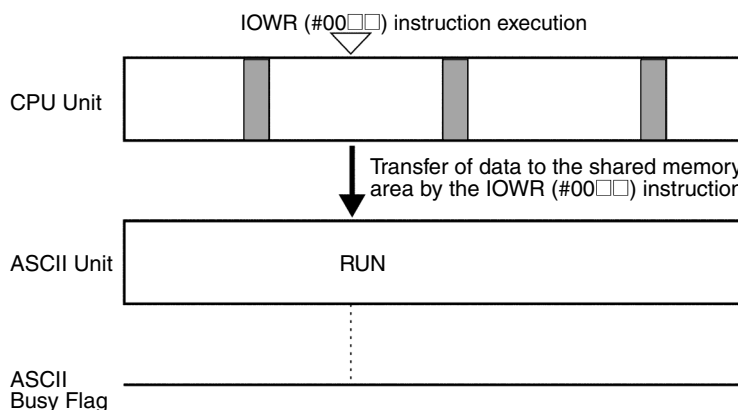 IOWR (#00□□) instruction execution
CPU Unit
Transfer of data to the shared memory
area by the IOWR (#00□□) instruction
ASCII Unit
RUN
ASCII
Busy Flag